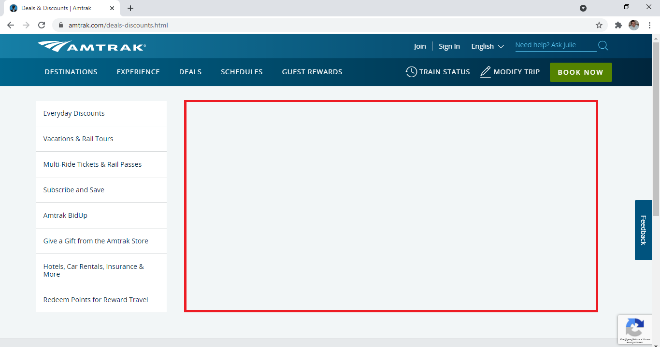 Deals & Discounts | Amtrak
amtrak.com/deals-discounts.html
AMTRAK
Join
Sign In
English
Need help? Ask Julie
DESTINATIONS
EXPERIENCE
DEALS
SCHEDULES
GUEST REWARDS
TRAIN STATUS
MODIFY TRIP
BOOK NOW
Everyday Discounts
Vacations & Rail Tours
Multi-Ride Tickets & Rail Passes
Subscribe and Save
Amtrak BidUp
Give a Gift from the Amtrak Store
Hotels, Car Rentals, Insurance &
More
Redeem Points for Reward Travel
Feedback